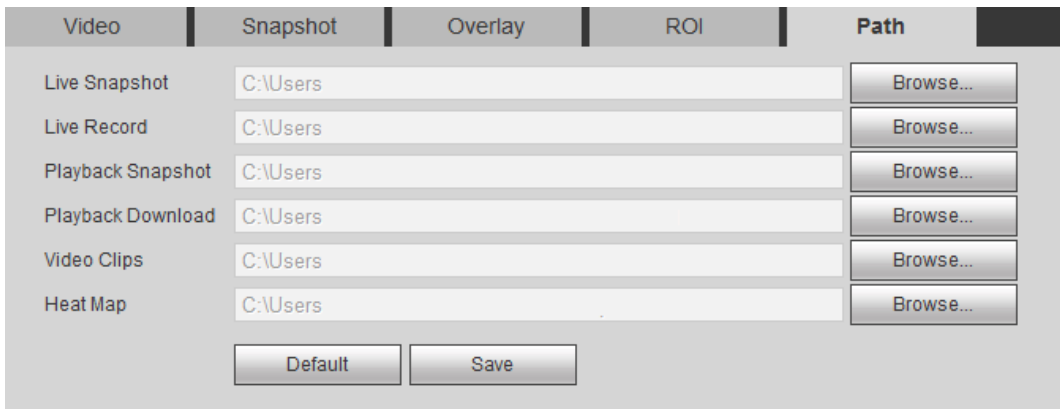 Video Snapshot Overlay ROI Path
Live Snapshot C:\Users Browse...
Live Record C:\Users Browse...
Playback Snapshot C:\Users Browse...
Playback Download C:\Users Browse...
Video Clips C:\Users Browse...
Heat Map C:\Users Browse...
Default Save